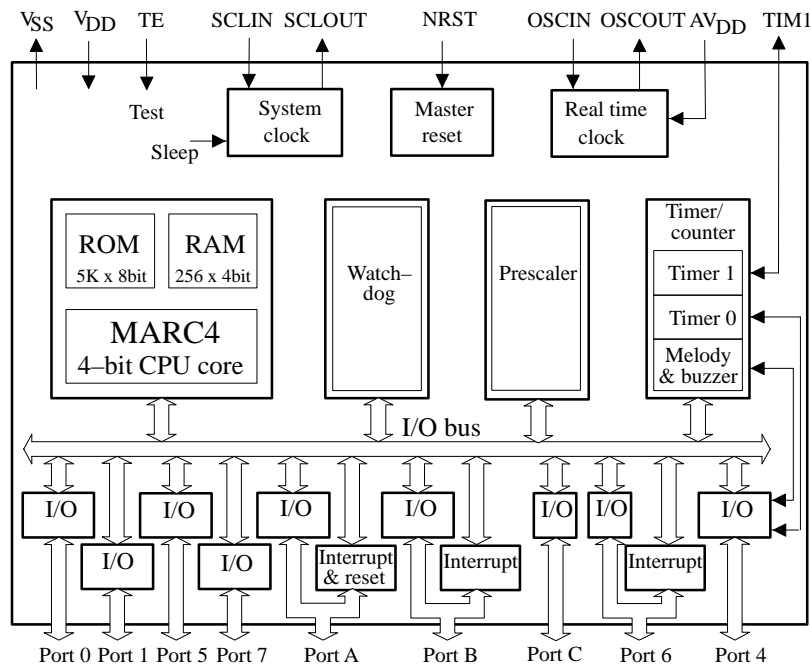 VSS VDD TE SCLIN SCLOUT NRST OSCIN OSCOUT AVDD TIM1
Test
Sleep
System
clock
Master
reset
Real time
clock
ROM
5K x 8bit
RAM
256 x 4bit
MARC4
4–bit CPU core
Watch–
dog
Prescaler
Timer/
counter
Timer 1
Timer 0
Melody
& buzzer
I/O bus
I/O I/O I/O I/O I/O I/O I/O
I/O I/O Interrupt
& reset
Interrupt Interrupt
Port 0 Port 1 Port 5 Port 7 Port A Port B Port C Port 6 Port 4